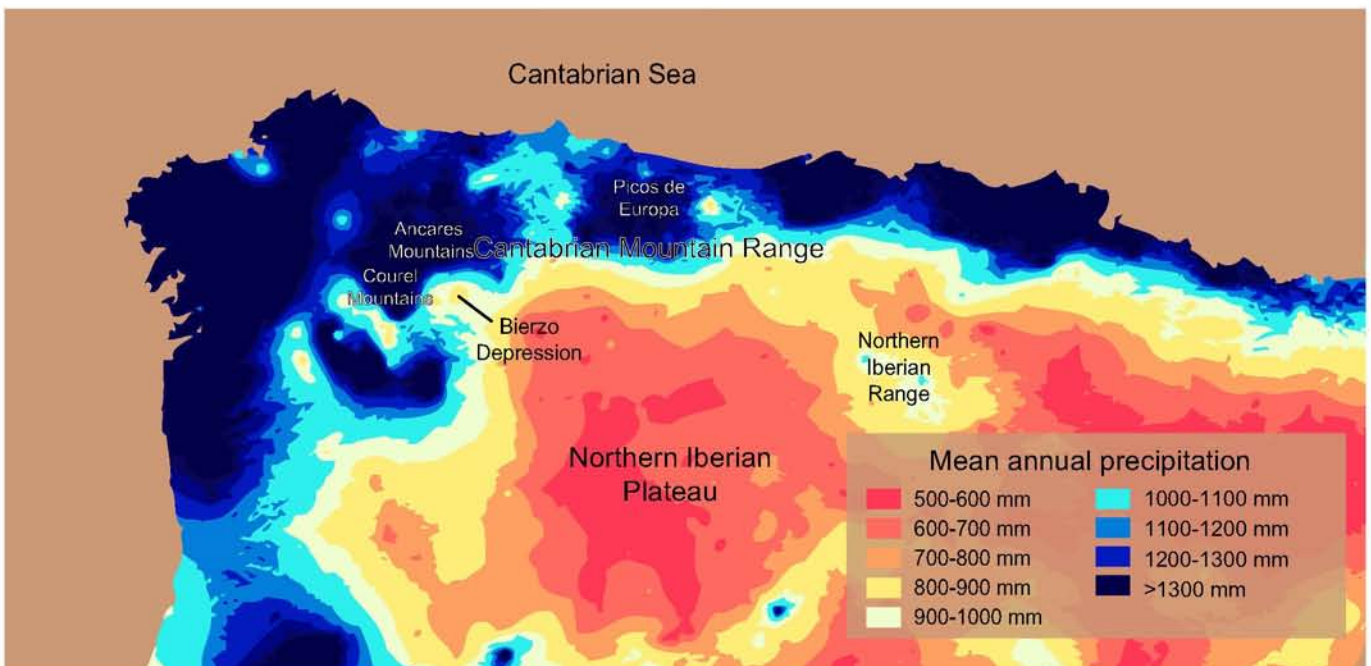 Cantabrian Sea
Picos de
Europa
Ancares
Mountains
Cantabrian Mountain Range
Courel
Mountains
Bierzo
Depression
Northern
Iberian
Range
Northern Iberian
Plateau
Mean annual precipitation
500-600 mm
600-700 mm
700-800 mm
800-900 mm
900-1000 mm
1000-1100 mm
1100-1200 mm
1200-1300 mm
>1300 mm